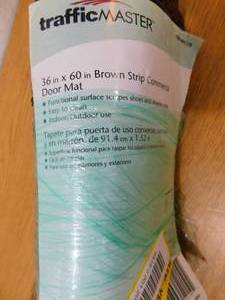 trafficMASTER
36 in x 60 in Brown Strip Commercial
Door Mat
• Functional surface scrapes shoes and
• Easy to clean
• Indoor/Outdoor use
Tapete para puerta de uso comercial
en marrón, de 91.4 cm x 1.52
• Superficie funcional para raspar
• Fácil de limpiar
• Para uso en interiores y exteriores